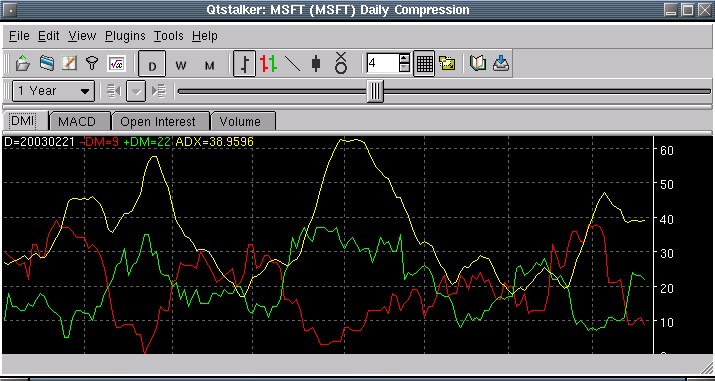 Qtstalker: MSFT (MSFT) Daily Compression
File Edit View Plugins Tools Help
D W M 4
1 Year
DMI MACD Open Interest Volume
D=20030221 -DM=9 +DM=22 ADX=38.9596
60
50
40
30
20
10
0